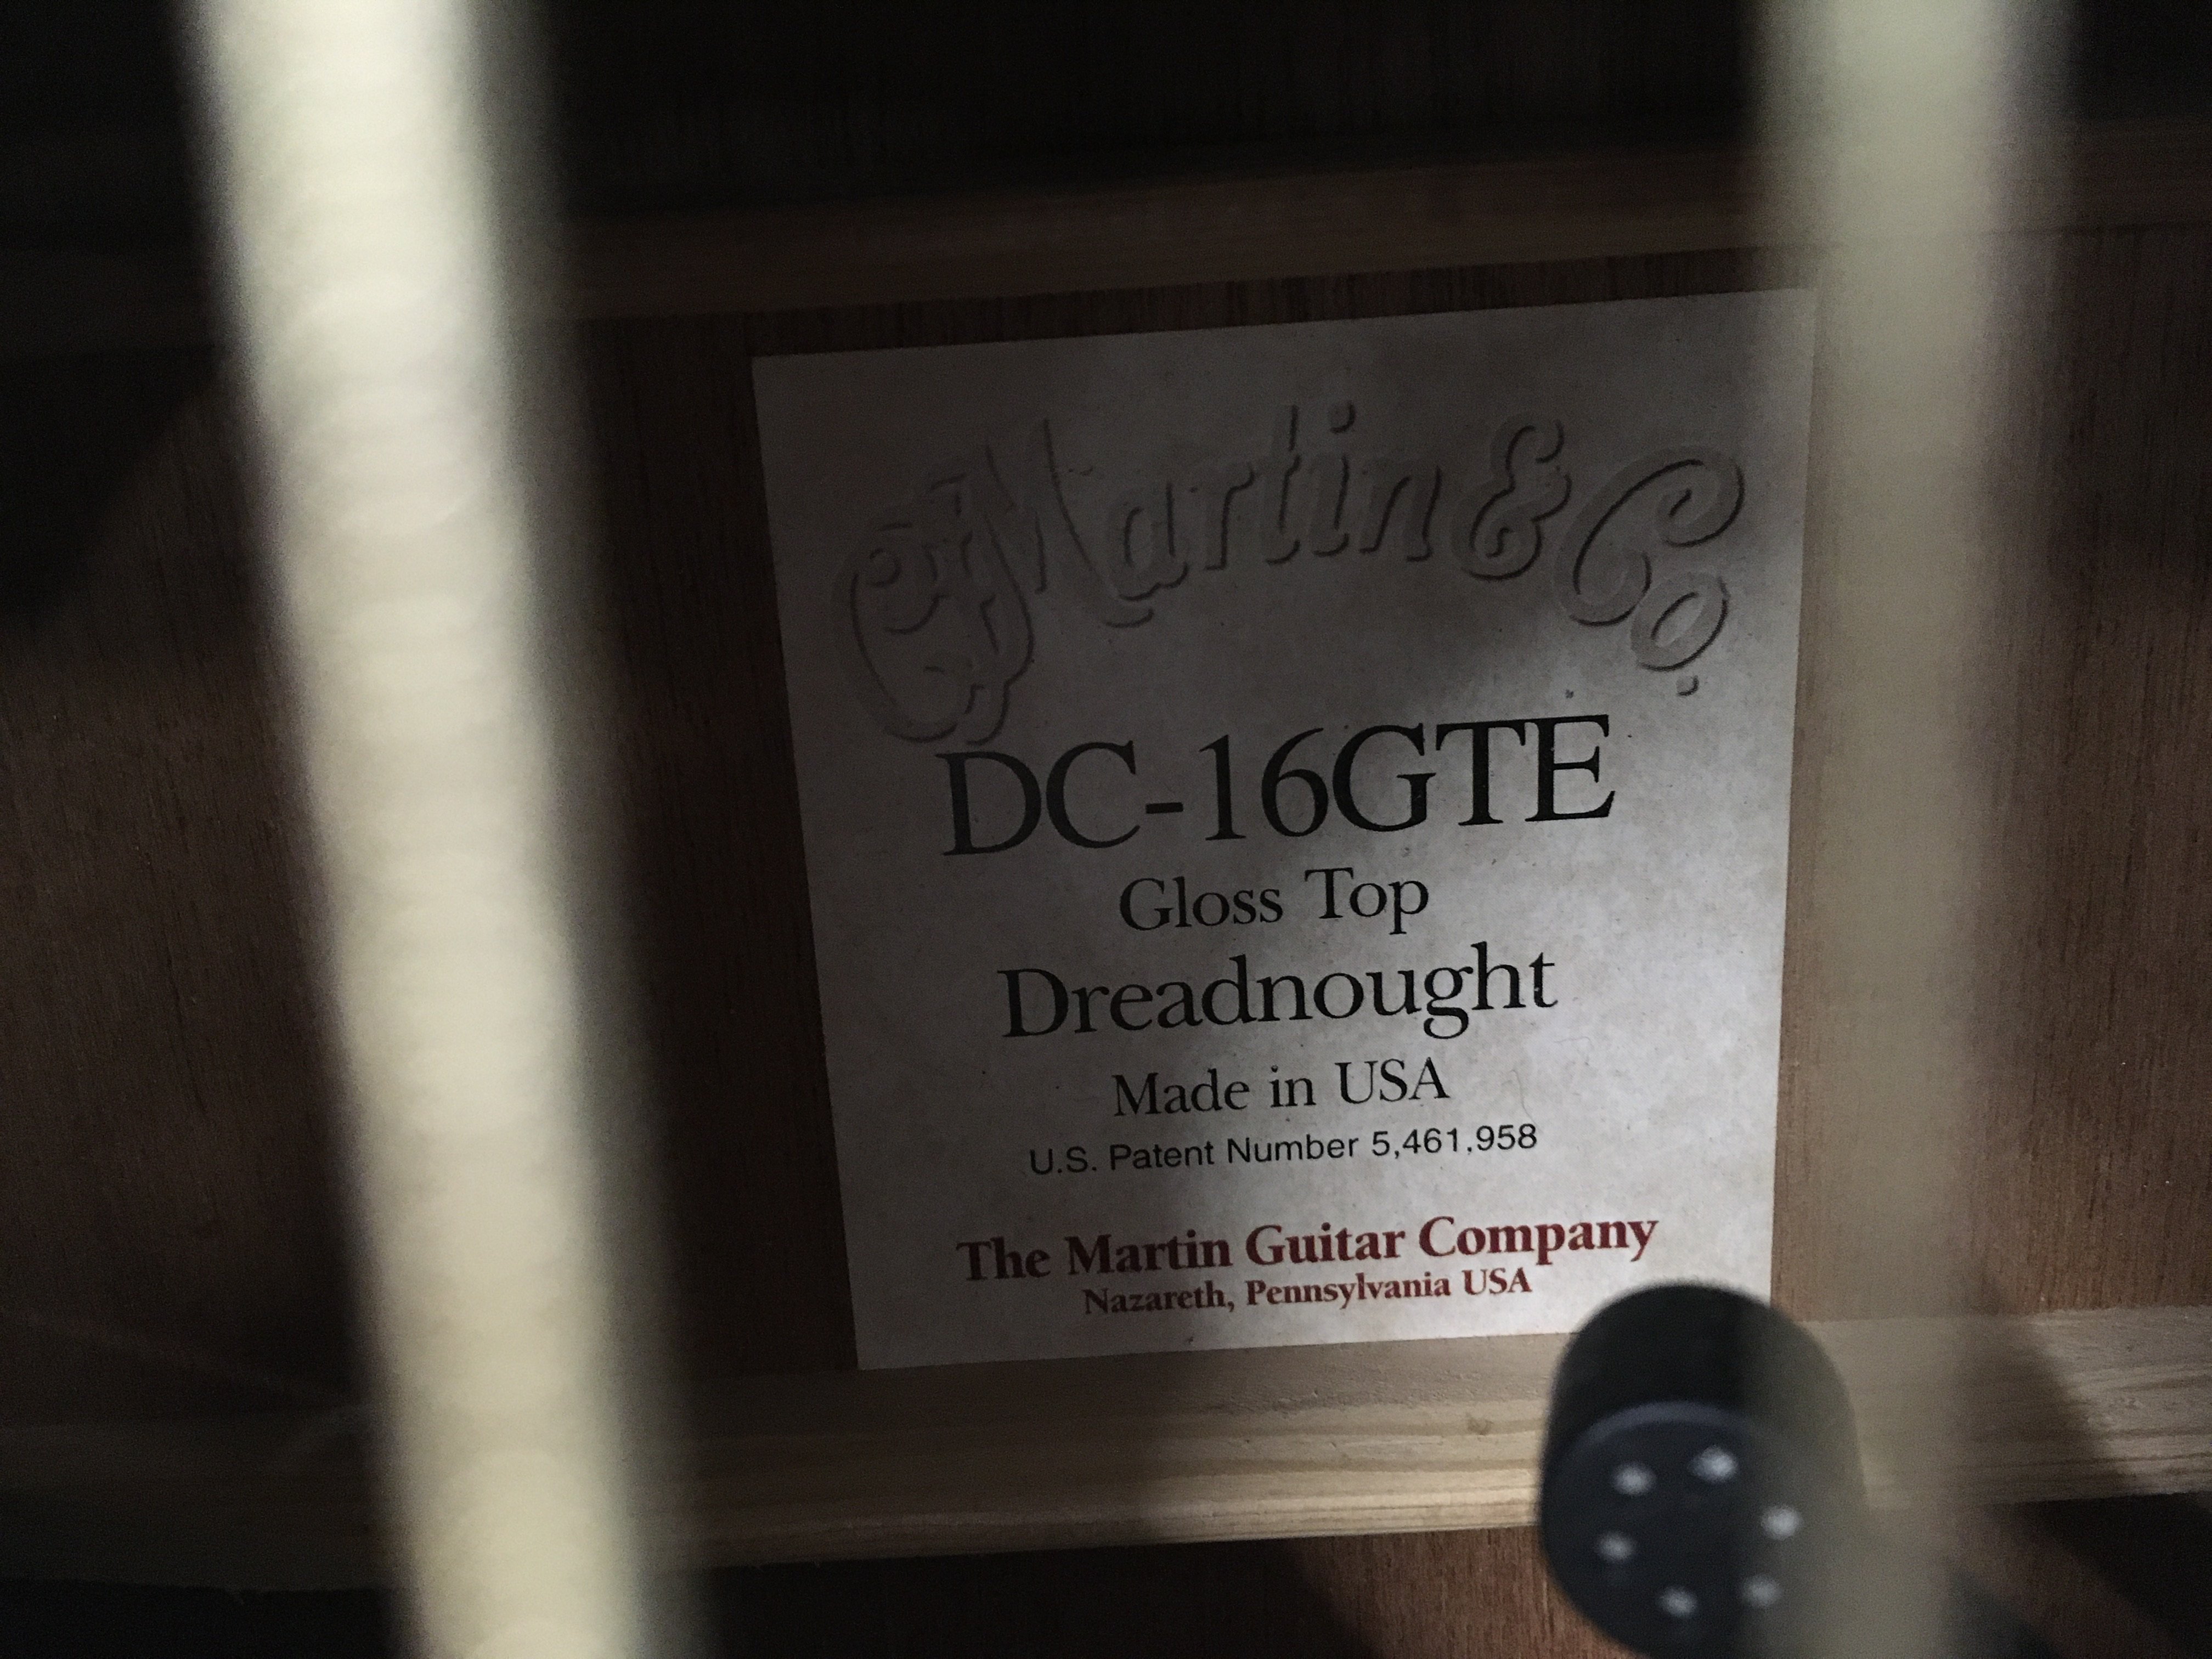 CF Martin & Co.
DC-16GTE
Gloss Top
Dreadnought
Made in USA
U.S. Patent Number 5,461,958
The Martin Guitar Company
Nazareth, Pennsylvania USA